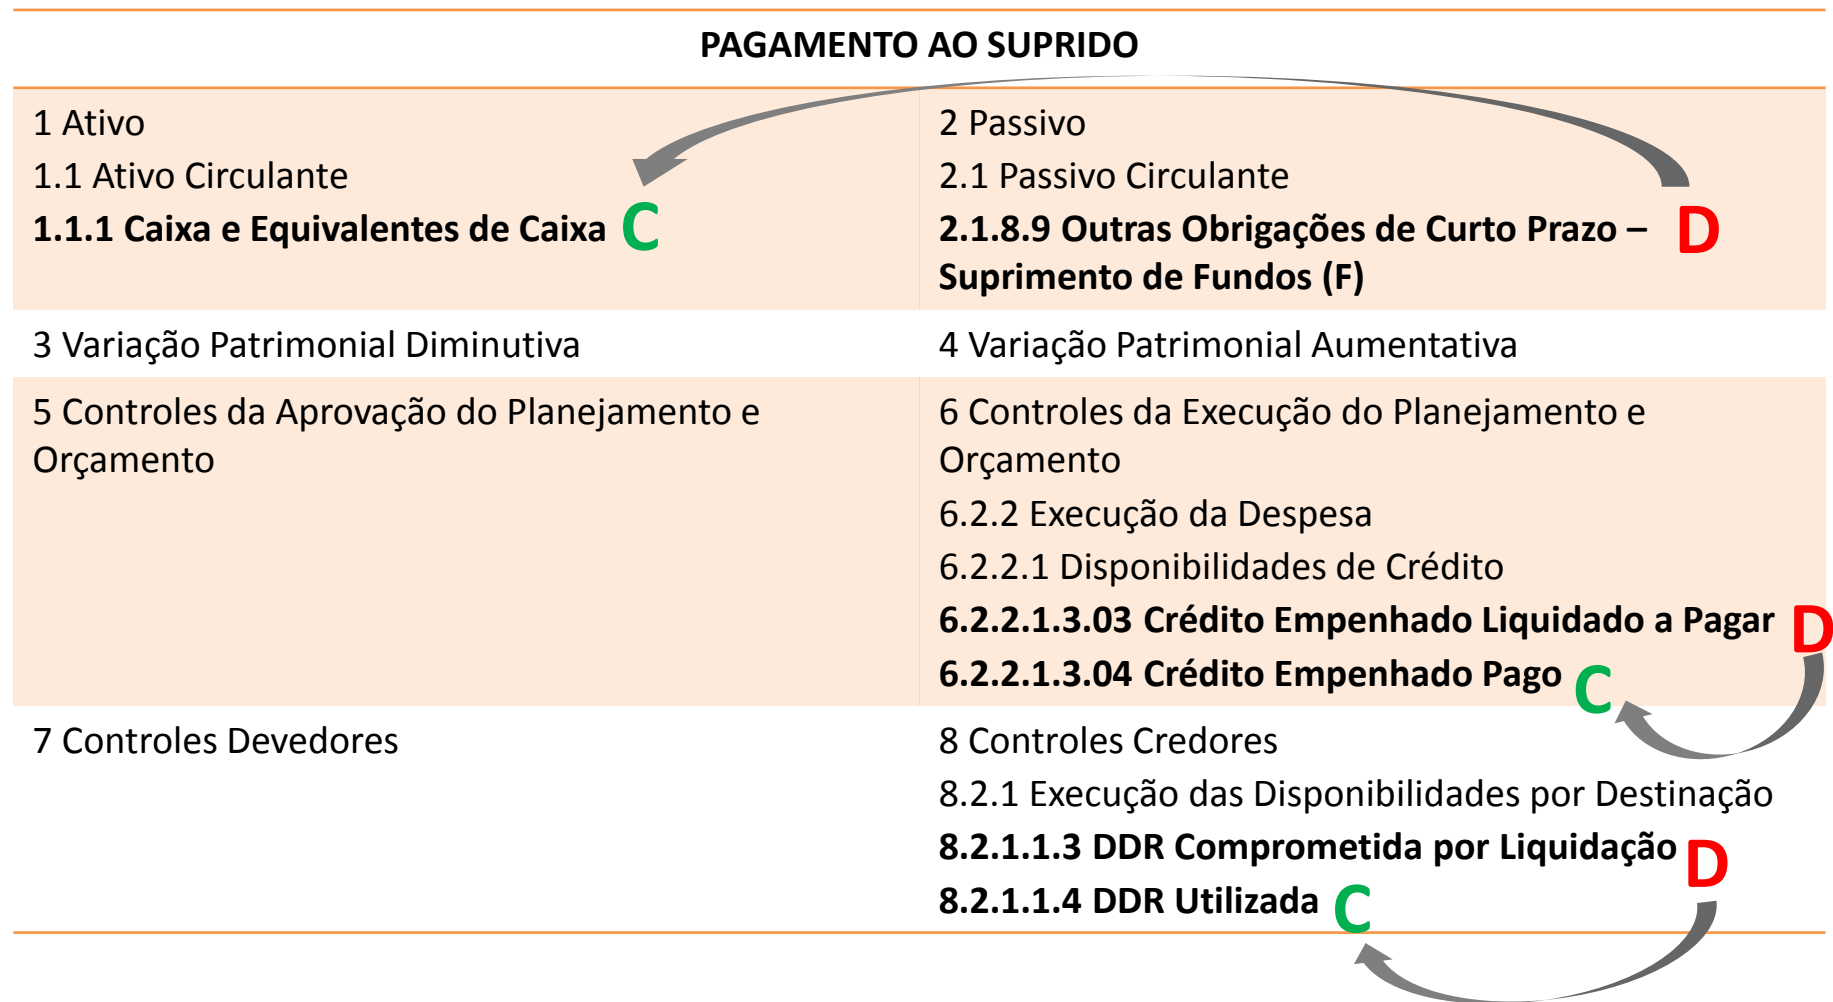 PAGAMENTO AO SUPRIDO
1 Ativo
1.1 Ativo Circulante
1.1.1 Caixa e Equivalentes de Caixa C
2 Passivo
2.1 Passivo Circulante
2.1.8.9 Outras Obrigações de Curto Prazo – D
Suprimento de Fundos (F)
3 Variação Patrimonial Diminutiva
4 Variação Patrimonial Aumentativa
5 Controles da Aprovação do Planejamento e
Orçamento
6 Controles da Execução do Planejamento e
Orçamento
6.2.2 Execução da Despesa
6.2.2.1 Disponibilidades de Crédito
6.2.2.1.3.03 Crédito Empenhado Liquidado a Pagar D
6.2.2.1.3.04 Crédito Empenhado Pago C
7 Controles Devedores
8 Controles Credores
8.2.1 Execução das Disponibilidades por Destinação
8.2.1.1.3 DDR Comprometida por Liquidação D
8.2.1.1.4 DDR Utilizada C